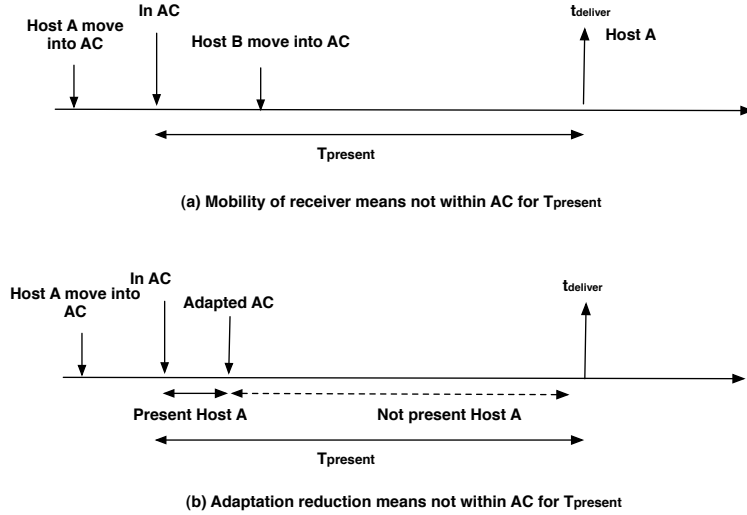 In AC
Host A move
into AC
Host B move into AC
tdeliver
Host A
Tpresent
(a) Mobility of receiver means not within AC for Tpresent
In AC
Host A move into
AC
Adapted AC
tdeliver
Present Host A
Not present Host A
Tpresent
(b) Adaptation reduction means not within AC for Tpresent